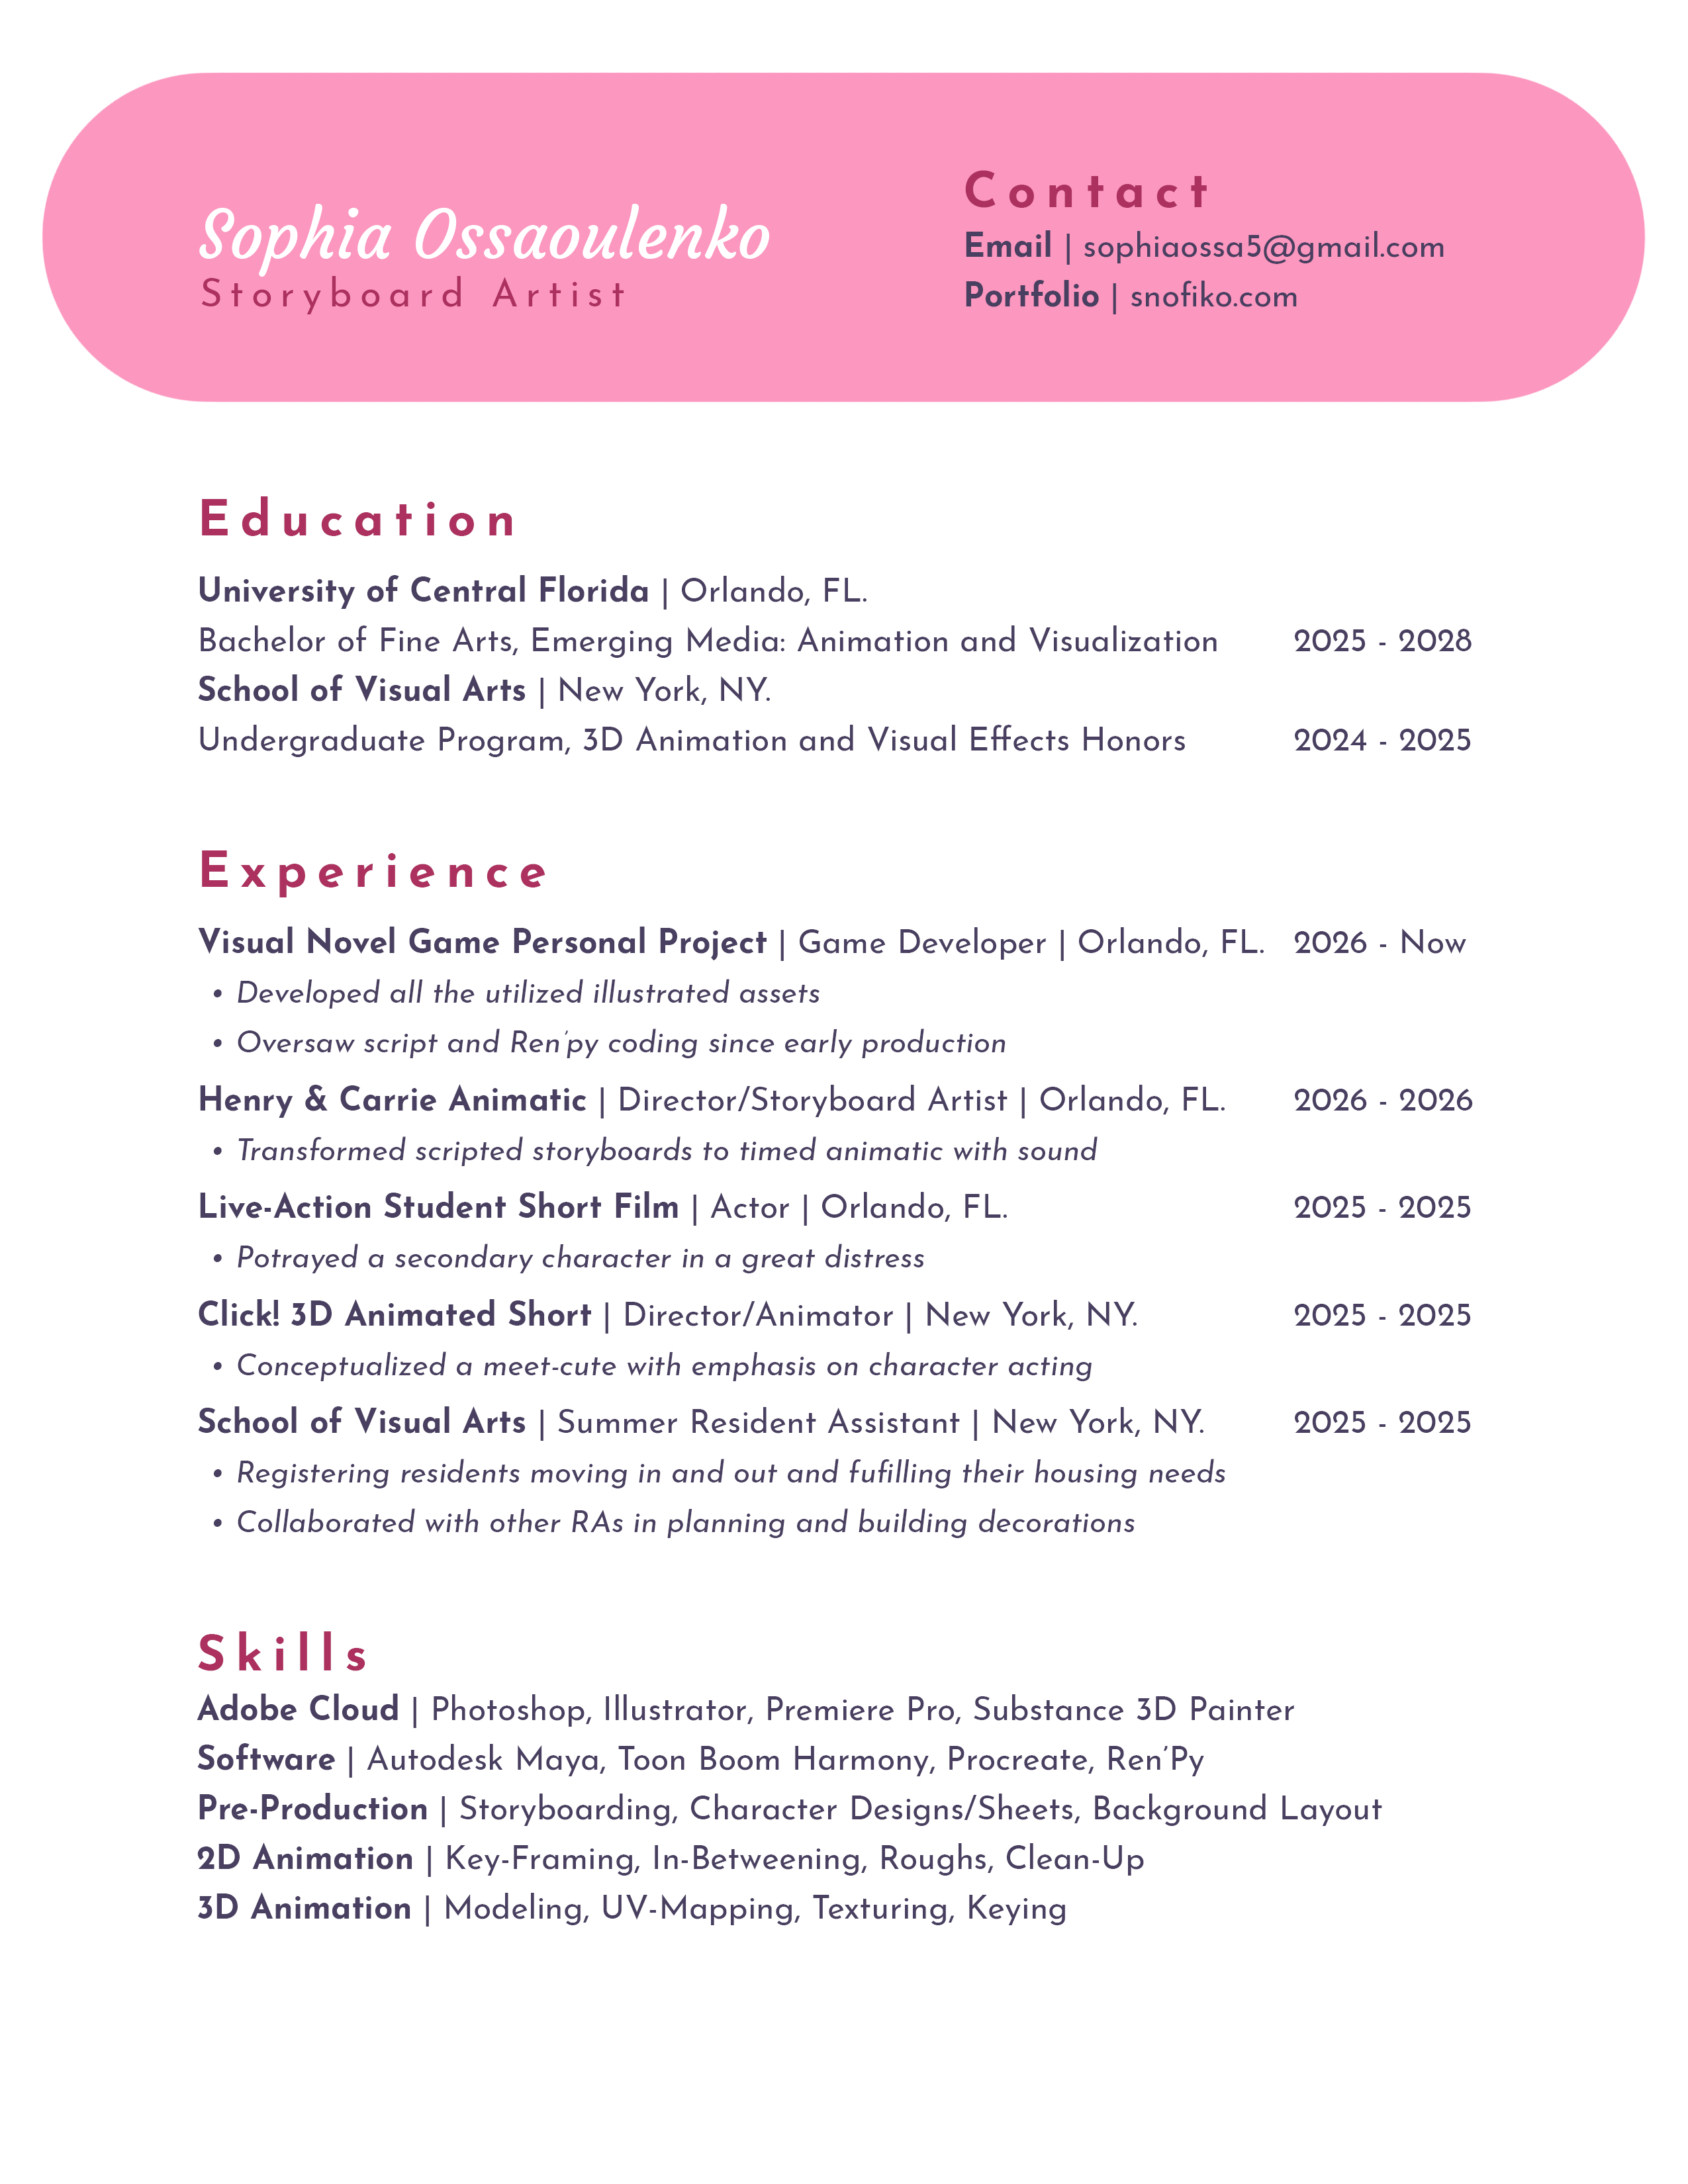 Sophia Ossaoulenko
Storyboard Artist
Contact
Email | sophiaossa5@gmail.com
Portfolio | snofiko.com
Education
University of Central Florida | Orlando, FL.
Bachelor of Fine Arts, Emerging Media: Animation and Visualization 2025 - 2028
School of Visual Arts | New York, NY.
Undergraduate Program, 3D Animation and Visual Effects Honors 2024 - 2025
Experience
Visual Novel Game Personal Project | Game Developer | Orlando, FL. 2026 - Now
• Developed all the utilized illustrated assets
• Oversaw script and Ren'py coding since early production
Henry & Carrie Animatic | Director/Storyboard Artist | Orlando, FL. 2026 - 2026
• Transformed scripted storyboards to timed animatic with sound
Live-Action Student Short Film | Actor | Orlando, FL. 2025 - 2025
• Potrayed a secondary character in a great distress
Click! 3D Animated Short | Director/Animator | New York, NY. 2025 - 2025
• Conceptualized a meet-cute with emphasis on character acting
School of Visual Arts | Summer Resident Assistant | New York, NY. 2025 - 2025
• Registering residents moving in and out and fufilling their housing needs
• Collaborated with other RAs in planning and building decorations
Skills
Adobe Cloud | Photoshop, Illustrator, Premiere Pro, Substance 3D Painter
Software | Autodesk Maya, Toon Boom Harmony, Procreate, Ren'Py
Pre-Production | Storyboarding, Character Designs/Sheets, Background Layout
2D Animation | Key-Framing, In-Betweening, Roughs, Clean-Up
3D Animation | Modeling, UV-Mapping, Texturing, Keying